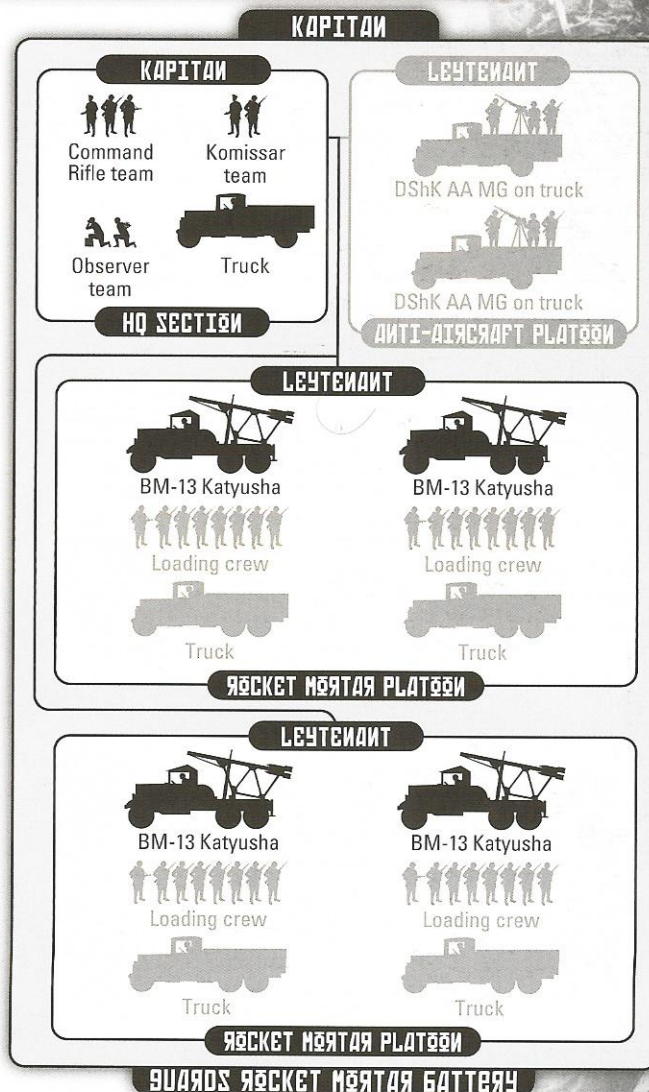 KAPITAN
KAPITAN
Command
Rifle team
Komissar
team
Observer
team
Truck
HQ SECTION
LEYTENANT
DShK AA MG on truck
DShK AA MG on truck
ANTI-AIRCRAFT PLATOON
LEYTENANT
BM-13 Katyusha
BM-13 Katyusha
Loading crew
Loading crew
Truck
Truck
ROCKET MORTAR PLATOON
LEYTENANT
BM-13 Katyusha
BM-13 Katyusha
Loading crew
Loading crew
Truck
Truck
ROCKET MORTAR PLATOON
GUARDS ROCKET MORTAR BATTERY